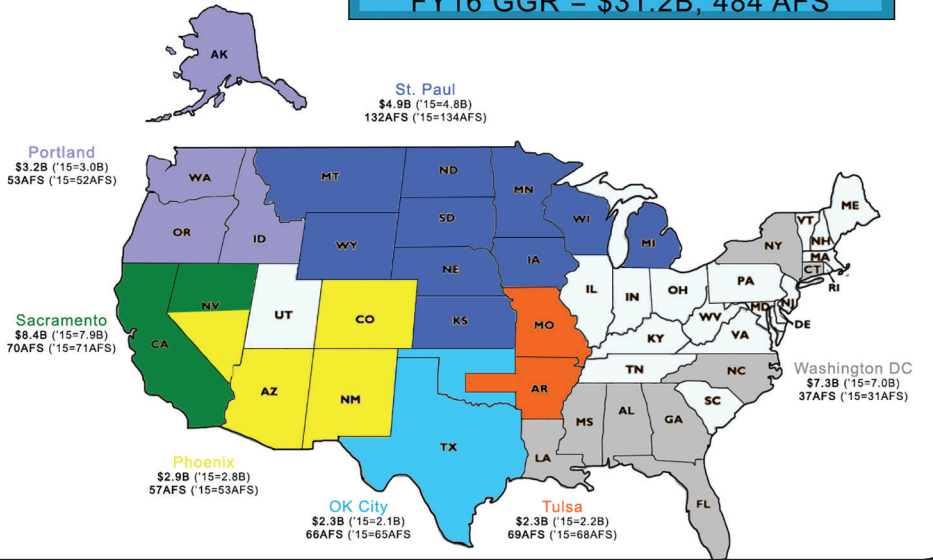 FY16 GGR = $31.2B, 484 AFS
AK
St. Paul
$4.9B ('15=4.8B)
132AFS ('15=134AFS)
Portland
$3.2B ('15=3.0B)
53AFS ('15=52AFS)
WA
MT
ND
MN
OR
ID
WY
SD
WI
MI
NE
IA
ME
VT
NH
NY
MA
CT
RI
Sacramento
$8.4B ('15=7.9B)
70AFS ('15=71AFS)
NV
CA
UT
CO
KS
MO
IL
IN
OH
PA
NJ
MD
DE
WV
VA
KY
AZ
NM
AR
TN
NC
SC
Washington DC
$7.3B ('15=7.0B)
37AFS ('15=31AFS)
TX
LA
MS
AL
GA
FL
Phoenix
$2.9B ('15=2.8B)
57AFS ('15=53AFS)
OK City
$2.3B ('15=2.1B)
66AFS ('15=65AFS
Tulsa
$2.3B ('15=2.2B)
69AFS ('15=68AFS)